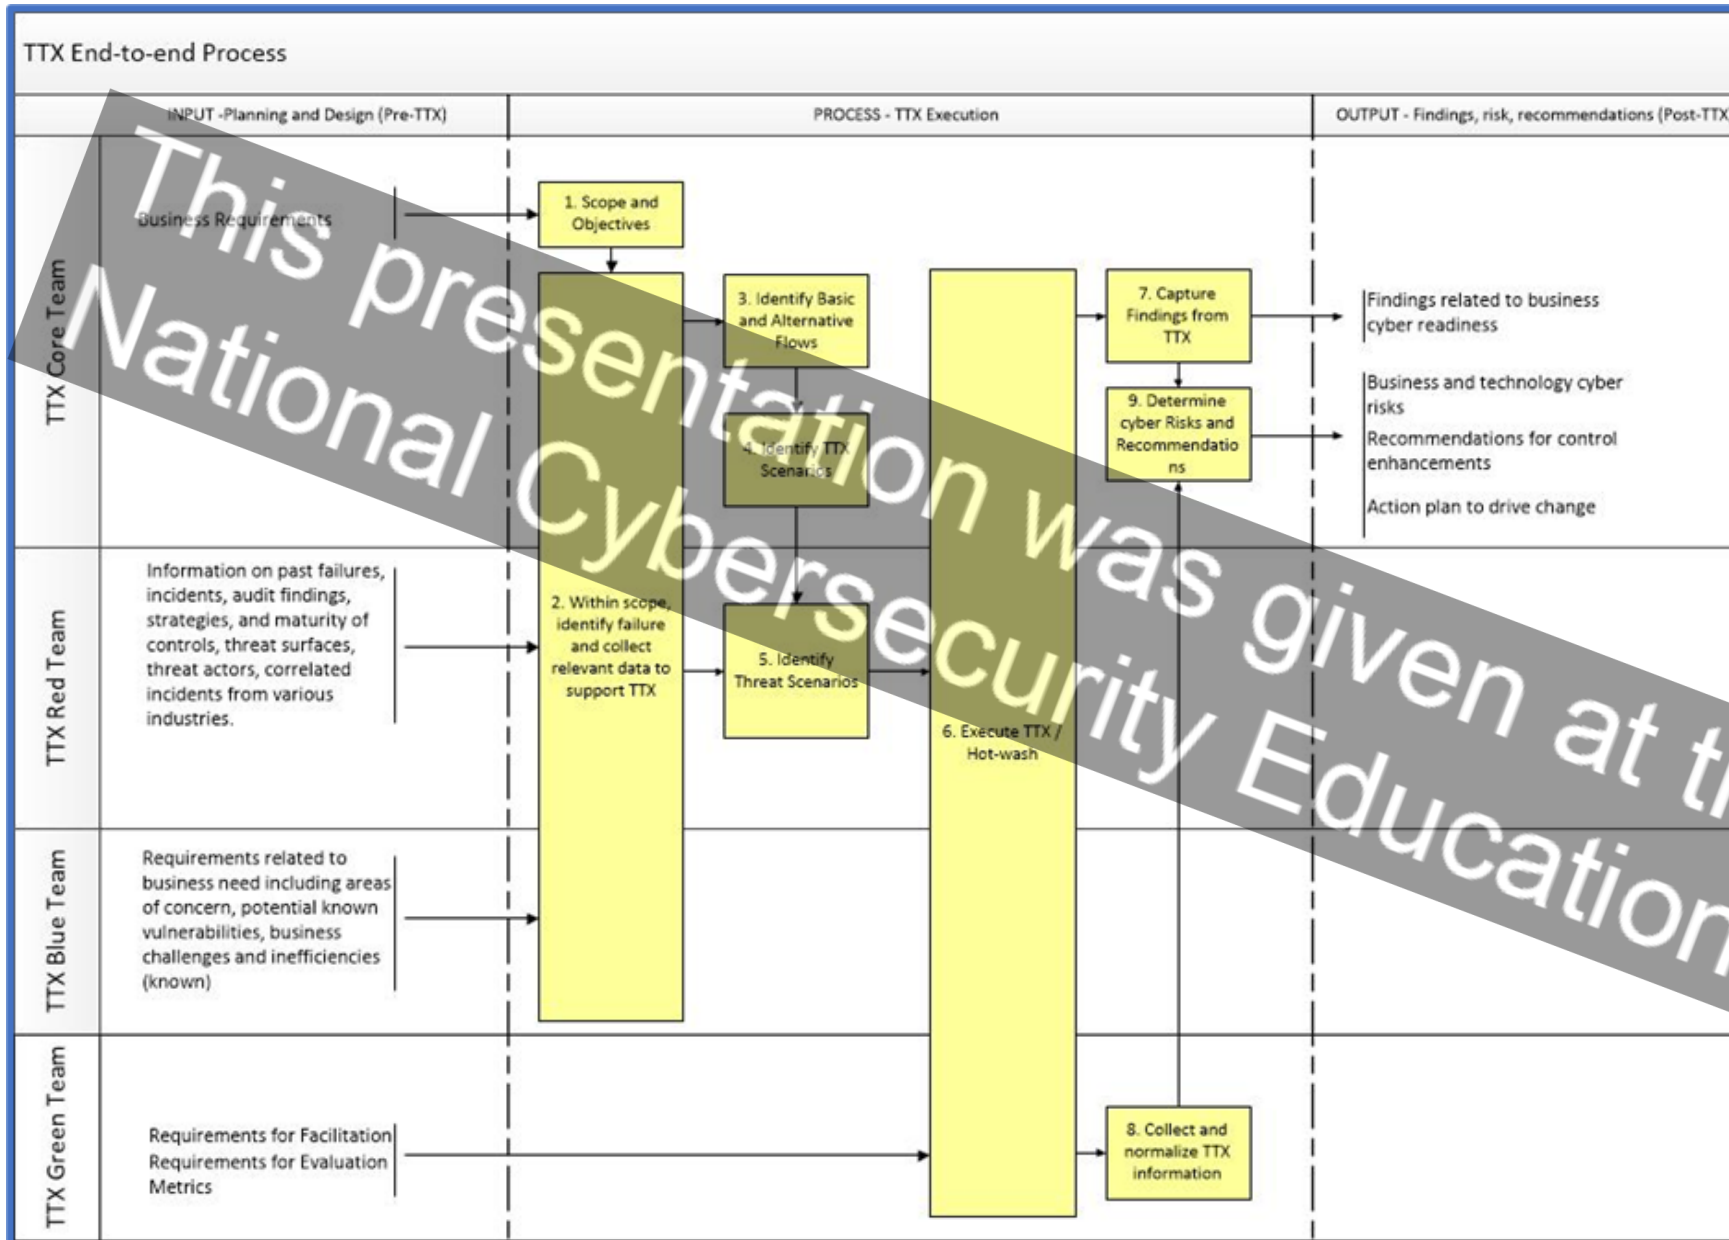 TTX End-to-end Process
INPUT -Planning and Design (Pre-TTX)
PROCESS - TTX Execution
OUTPUT - Findings, risk, recommendations (Post-TTX)
TTX Core Team
Business Requirements
1. Scope and
Objectives
3. Identify Basic
and Alternative
Flows
4. Identify TTX
Scenarios
7. Capture
Findings from
TTX
9. Determine
cyber Risks and
Recommendatio
ns
Findings related to business
cyber readiness
Business and technology cyber
risks
Recommendations for control
enhancements
Action plan to drive change
TTX Red Team
Information on past failures,
incidents, audit findings,
strategies, and maturity of
controls, threat surfaces,
threat actors, correlated
incidents from various
industries.
2. Within scope,
identify failure
and collect
relevant data to
support TTX
5. Identify
Threat Scenarios
6. Execute TTX /
Hot-wash
TTX Blue Team
Requirements related to
business need including areas
of concern, potential known
vulnerabilities, business
challenges and inefficiencies
(known)
TTX Green Team
Requirements for Facilitation
Requirements for Evaluation
Metrics
8. Collect and
normalize TTX
information
This presentation was given at
National Cybersecurity Education